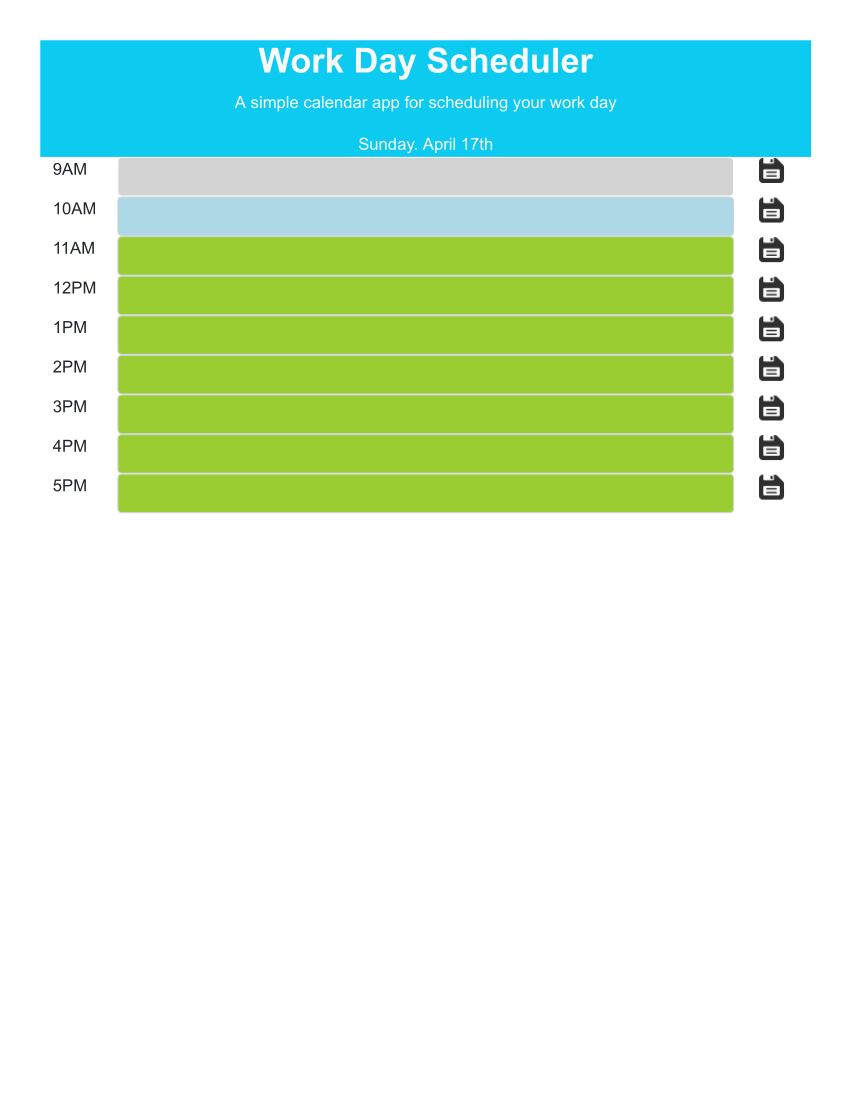 Work Day Scheduler
A simple calendar app for scheduling your work day
Sunday. April 17th
9AM
10AM
11AM
12PM
1PM
2PM
3PM
4PM
5PM